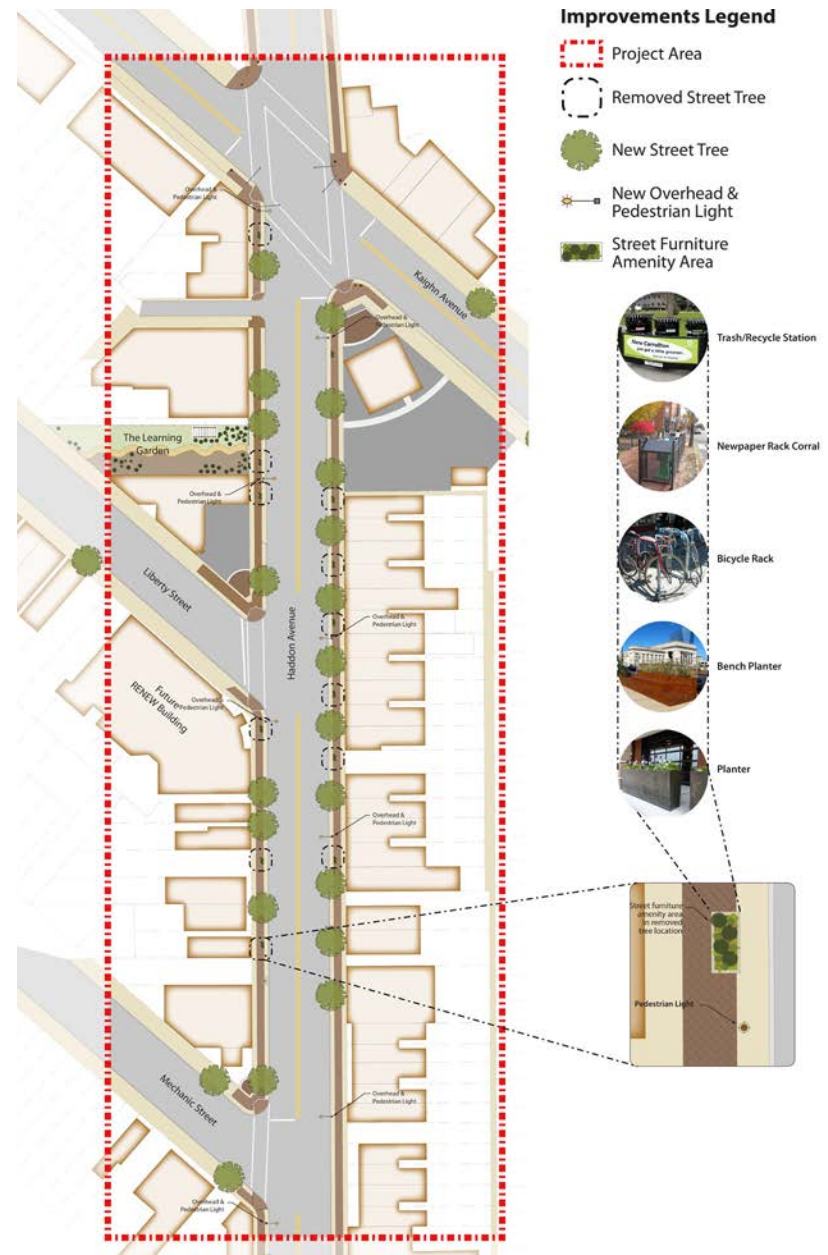 Improvements Legend
Project Area
Removed Street Tree
New Street Tree
New Overhead &
Pedestrian Light
Street Furniture
Amenity Area
Trash/Recycle Station
Newpaper Rack Corral
Bicycle Rack
Bench Planter
Planter
Street furniture
amenity area
in removed
tree location
Pedestrian Light
Overhead &
Pedestrian Light
Kaighn Avenue
Overhead &
Pedestrian Light
The Learning
Garden
Overhead &
Pedestrian Light
Liberty Street
Haddon Avenue
Overhead &
Pedestrian Light
Future
RENEW Building
Overhead &
Pedestrian Light
Overhead &
Pedestrian Light
Mechanic Street
Overhead &
Pedestrian Light
Overhead &
Pedestrian Light